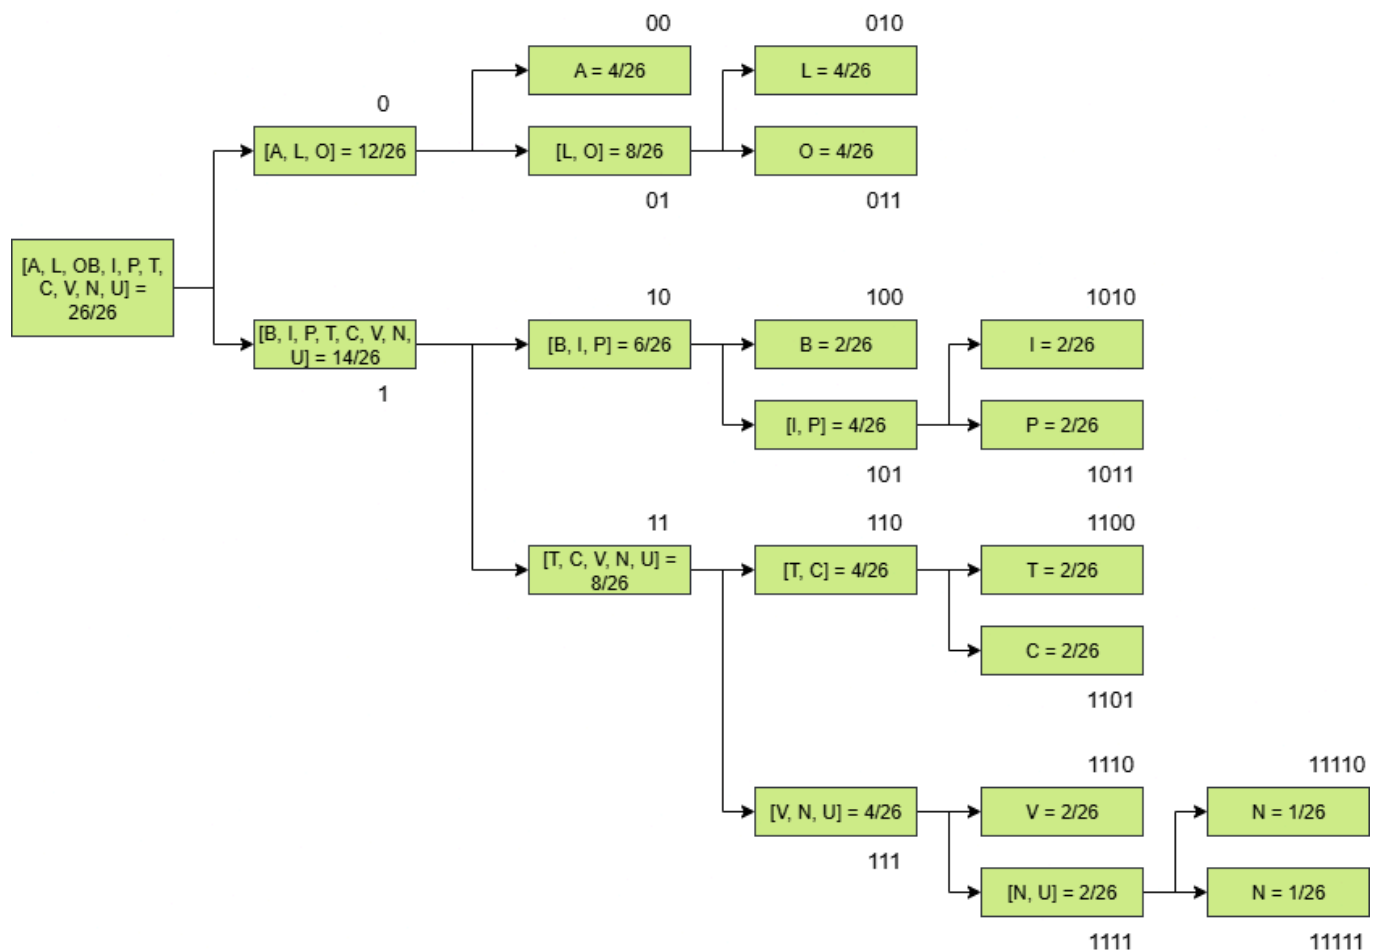 00
010
A = 4/26
L = 4/26
0
[A, L, O] = 12/26
[L, O] = 8/26
O = 4/26
01
011
[A, L, OB, I, P, T,
C, V, N, U] =
26/26
10
100
1010
[B, I, P, T, C, V, N,
U] = 14/26
[B, I, P] = 6/26
B = 2/26
I = 2/26
1
[I, P] = 4/26
P = 2/26
101
1011
11
110
1100
[T, C, V, N, U] =
8/26
[T, C] = 4/26
T = 2/26
C = 2/26
1101
1110
11110
[V, N, U] = 4/26
V = 2/26
N = 1/26
111
[N, U] = 2/26
N = 1/26
1111
11111